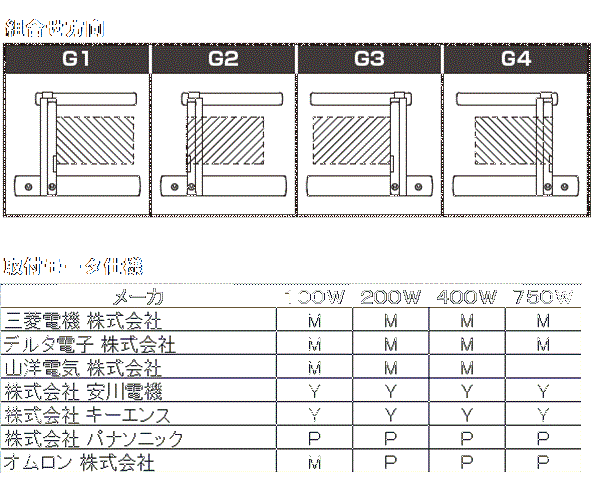 組合せ方向
G1 G2 G3 G4
取付モータ仕様
メーカ 100W 200W 400W 750W
三菱電機 株式会社 M M M M
デルタ電子 株式会社 M M M M
山洋電気 株式会社 M M M
株式会社 安川電機 Y Y Y Y
株式会社 キーエンス Y Y Y Y
株式会社 パナソニック P P P P
オムロン 株式会社 M P P P